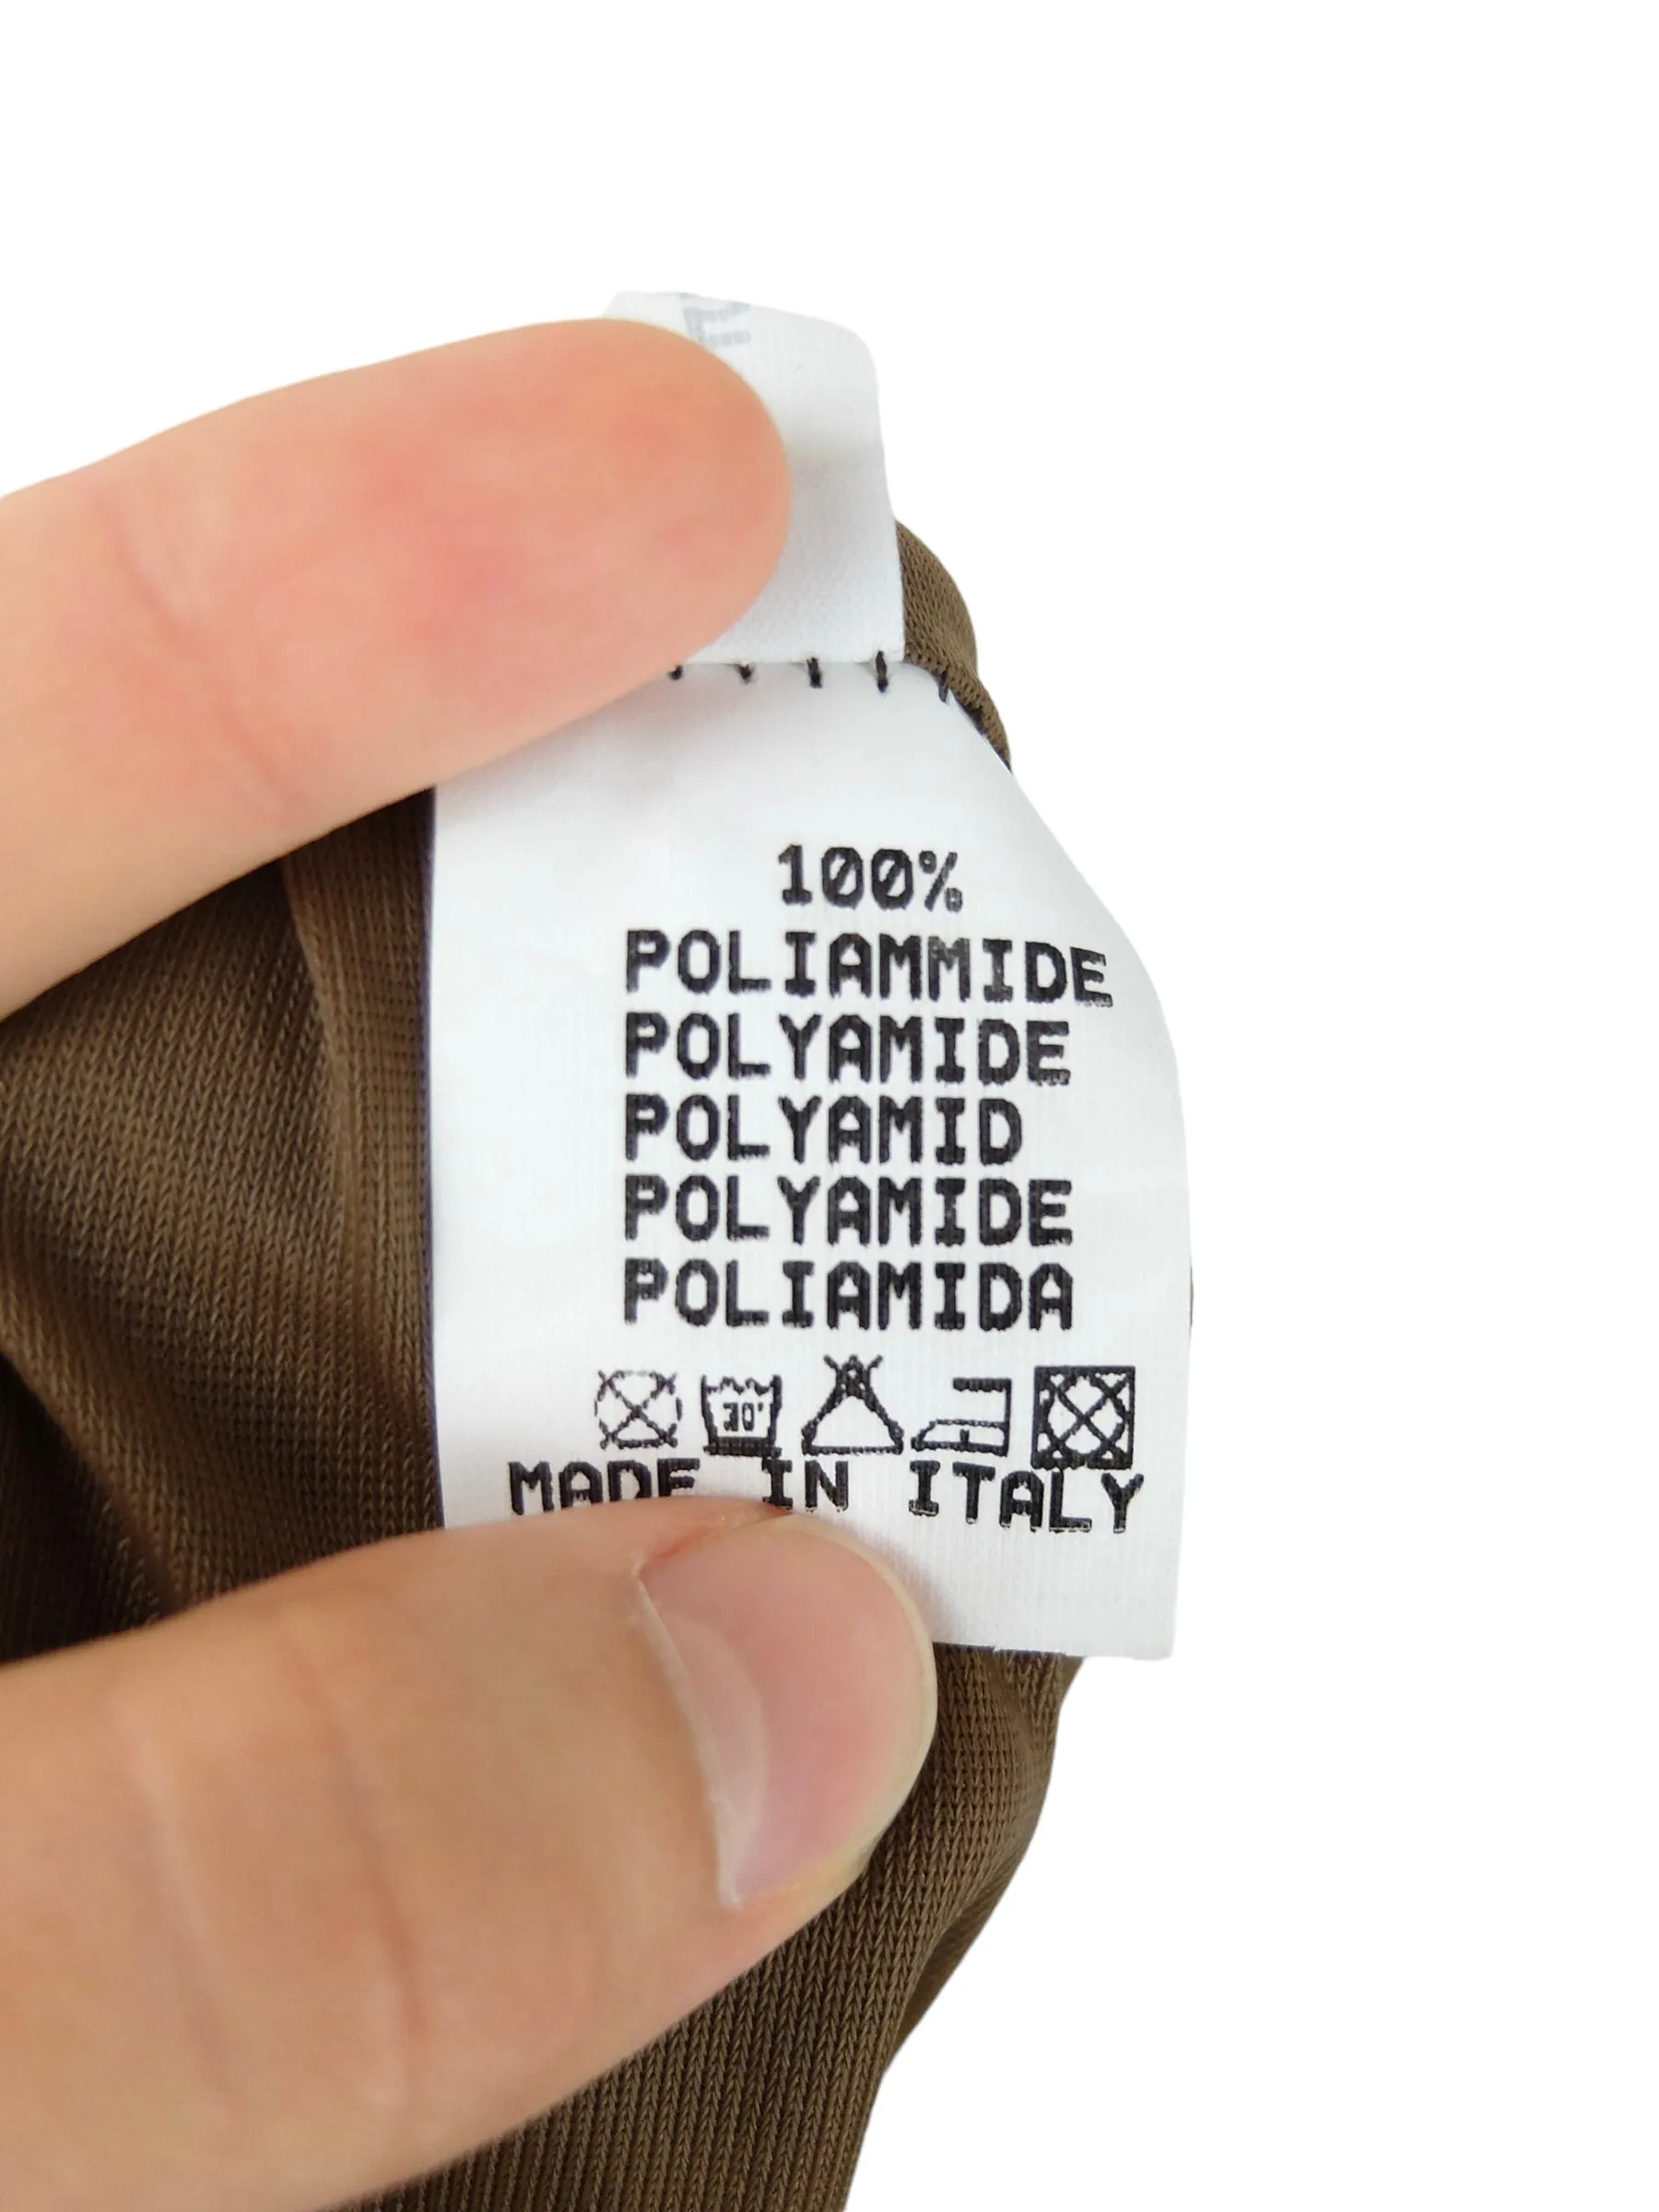 100%
POLIAMMIDE
POLYAMIDE
POLYAMID
POLYAMIDE
POLIAMIDA
30°
MADE IN ITALY